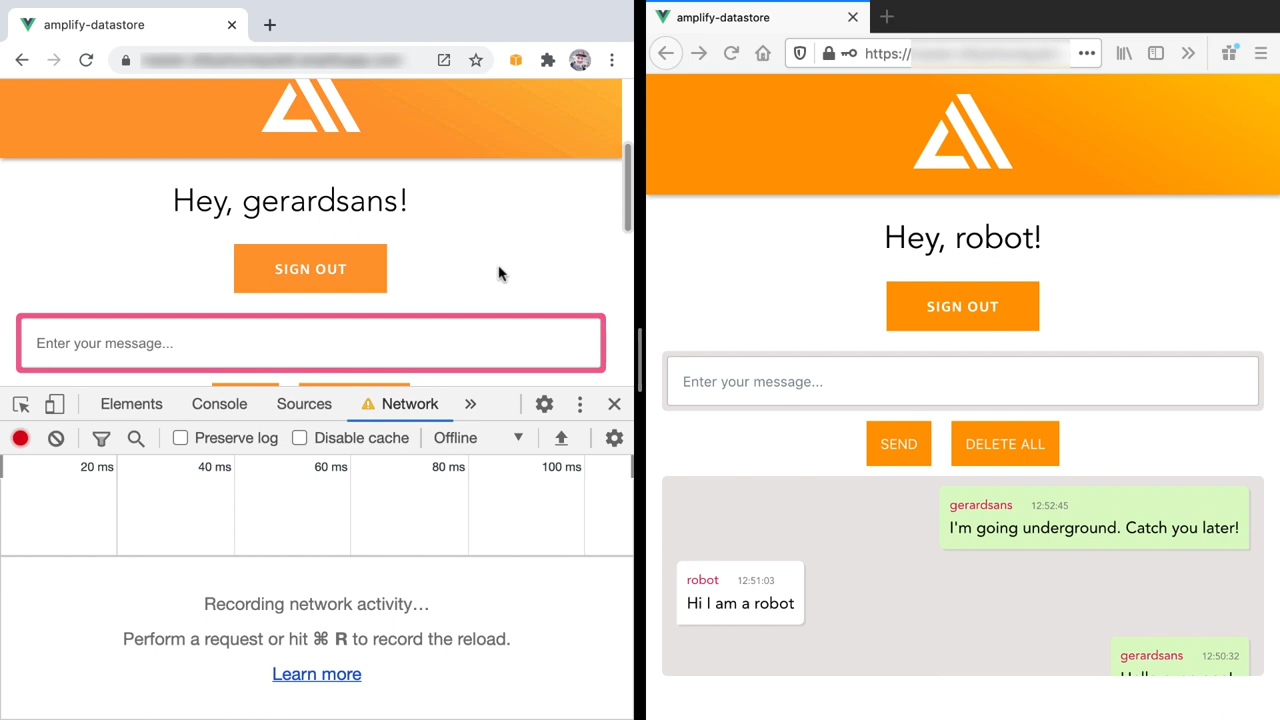 amplify-datastore
Hey, gerardsans!
SIGN OUT
Enter your message...
Elements Console Sources Network
Preserve log Disable cache Offline
20 ms 40 ms 60 ms 80 ms 100 ms
Recording network activity…
Perform a request or hit ⌘ R to record the reload.
Learn more
amplify-datastore
https://
Hey, robot!
SIGN OUT
Enter your message...
SEND DELETE ALL
gerardsans 12:52:45
I'm going underground. Catch you later!
robot 12:51:03
Hi I am a robot
gerardsans 12:50:32